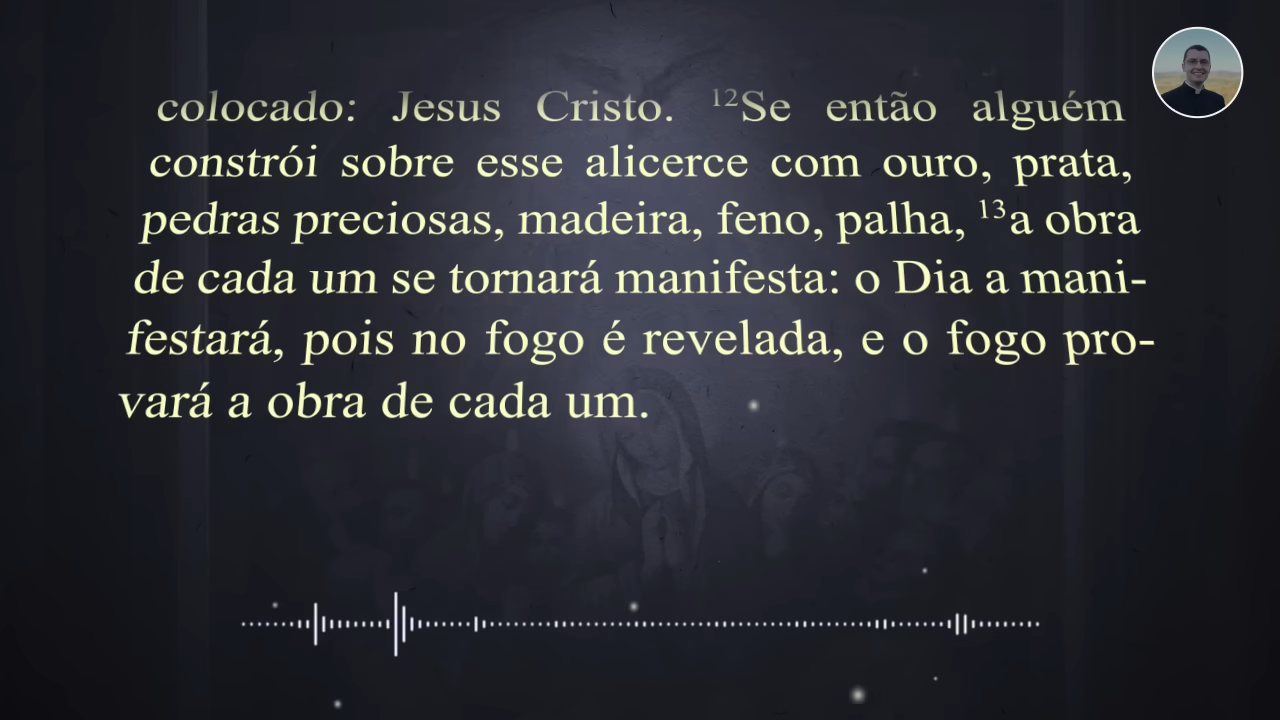 colocado: Jesus Cristo. ¹²Se então alguém
constrói sobre esse alicerce com ouro, prata,
pedras preciosas, madeira, feno, palha, ¹³a obra
de cada um se tornará manifesta: o Dia a mani-
festará, pois no fogo é revelada, e o fogo pro-
vará a obra de cada um.